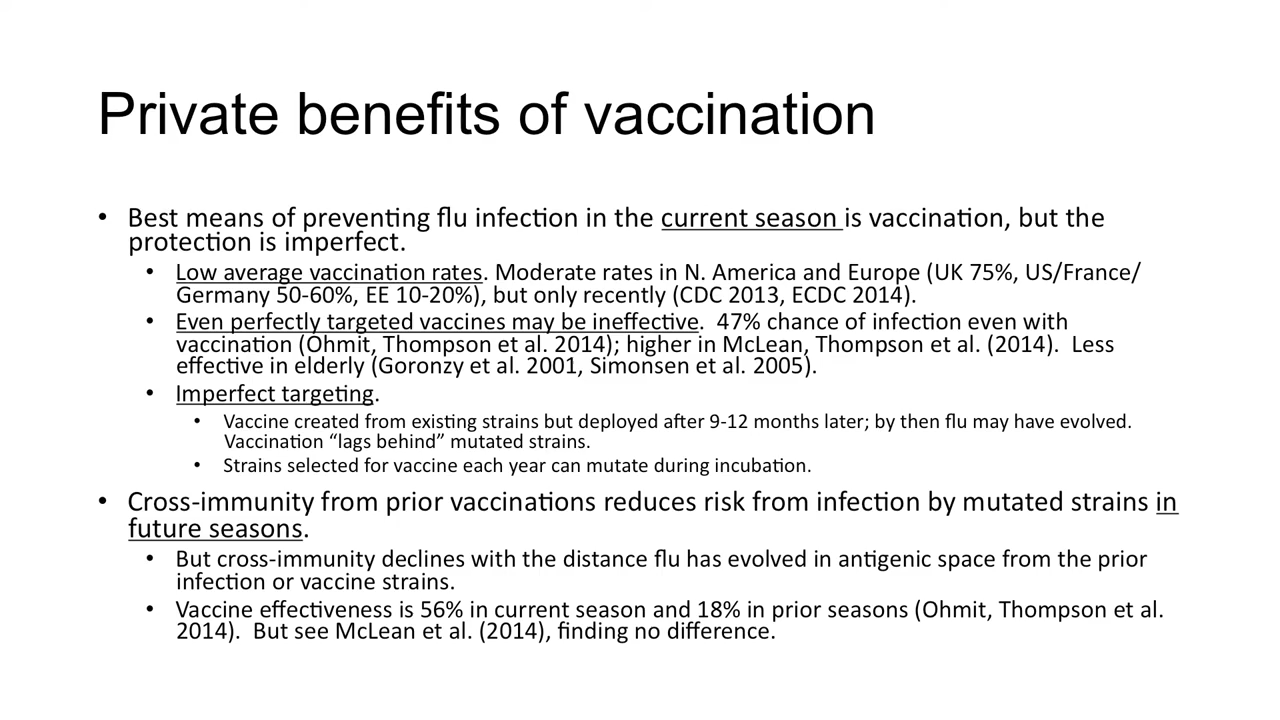 Private benefits of vaccination
• Best means of preventing flu infection in the current season is vaccination, but the
protection is imperfect.
• Low average vaccination rates. Moderate rates in N. America and Europe (UK 75%, US/France/
Germany 50-60%, EE 10-20%), but only recently (CDC 2013, ECDC 2014).
• Even perfectly targeted vaccines may be ineffective. 47% chance of infection even with
vaccination (Ohmit, Thompson et al. 2014); higher in McLean, Thompson et al. (2014). Less
effective in elderly (Goronzy et al. 2001, Simonsen et al. 2005).
• Imperfect targeting.
• Vaccine created from existing strains but deployed after 9-12 months later; by then flu may have evolved.
Vaccination “lags behind” mutated strains.
• Strains selected for vaccine each year can mutate during incubation.
• Cross-immunity from prior vaccinations reduces risk from infection by mutated strains in
future seasons.
• But cross-immunity declines with the distance flu has evolved in antigenic space from the prior
infection or vaccine strains.
• Vaccine effectiveness is 56% in current season and 18% in prior seasons (Ohmit, Thompson et al.
2014). But see McLean et al. (2014), finding no difference.